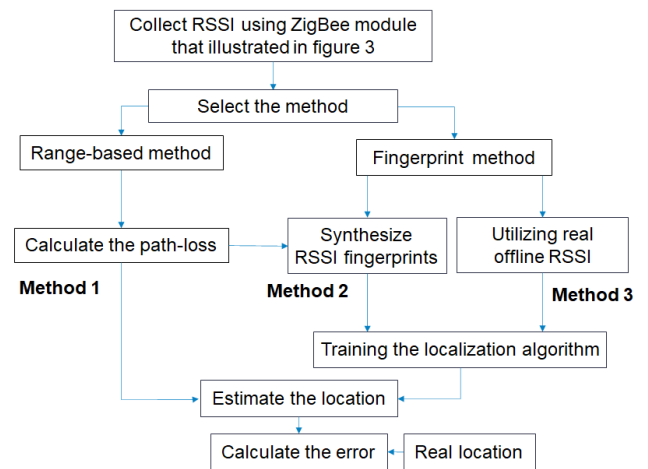 Collect RSSI using ZigBee module
that illustrated in figure 3
Select the method
Range-based method
Fingerprint method
Calculate the path-loss
Synthesize
RSSI fingerprints
Utilizing real
offline RSSI
Method 1
Method 2
Method 3
Training the localization algorithm
Estimate the location
Calculate the error
Real location